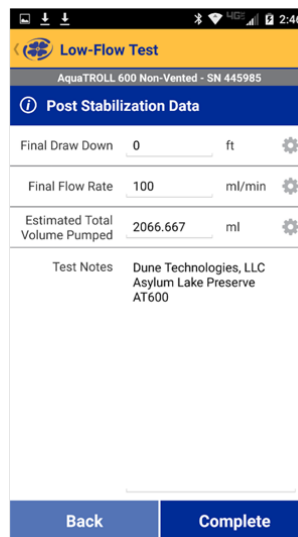 4G
2:46
Low-Flow Test
AquaTROLL 600 Non-Vented - SN 445985
i Post Stabilization Data
Final Draw Down 0 ft
Final Flow Rate 100 ml/min
Estimated Total
Volume Pumped 2066.667 ml
Test Notes Dune Technologies, LLC
Asylum Lake Preserve
AT600
Back Complete